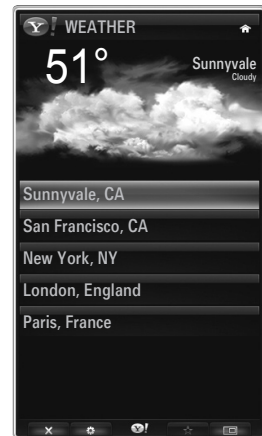 Y! WEATHER
51°
Sunnyvale
Cloudy
Sunnyvale, CA
San Francisco, CA
New York, NY
London, England
Paris, France
Y!